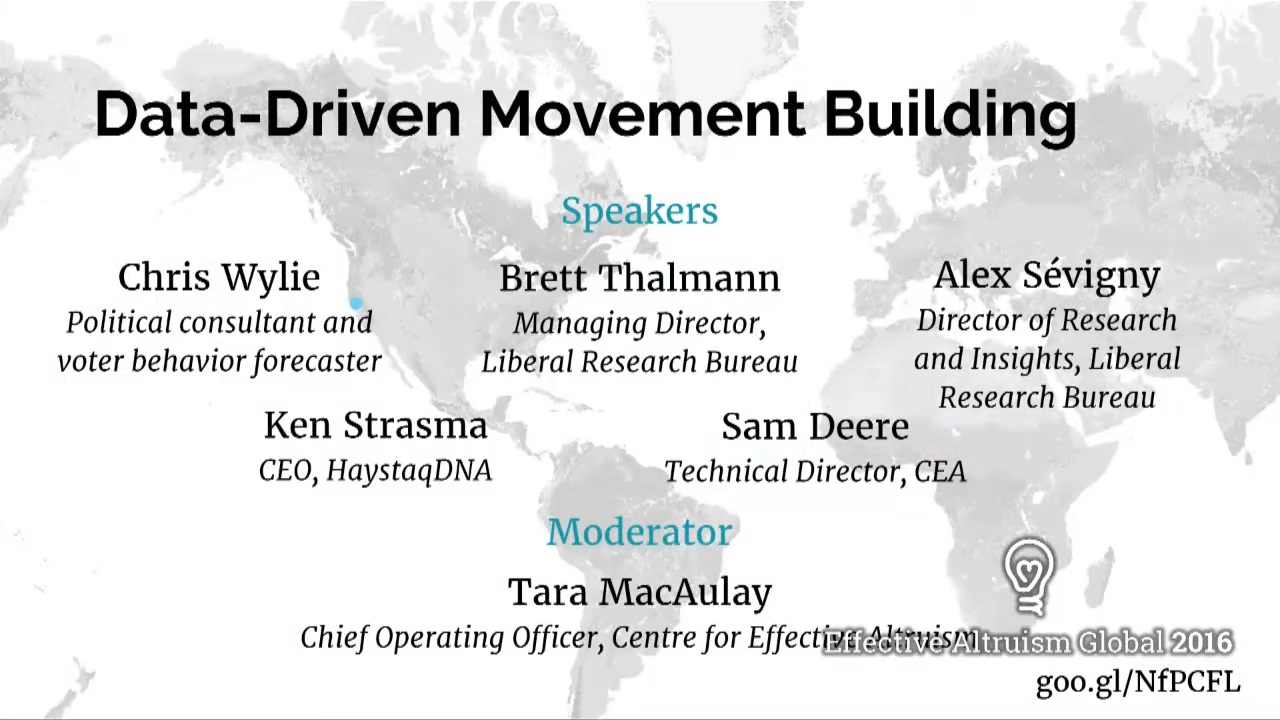 Data-Driven Movement Building
Speakers
Chris Wylie
Political consultant and
voter behavior forecaster
Brett Thalmann
Managing Director,
Liberal Research Bureau
Alex Sévigny
Director of Research
and Insights, Liberal
Research Bureau
Ken Strasma
CEO, HaystaqDNA
Sam Deere
Technical Director, CEA
Moderator
Tara MacAulay
Chief Operating Officer, Centre for Effective Altruism
Effective Altruism Global 2016
goo.gl/NfPCFL